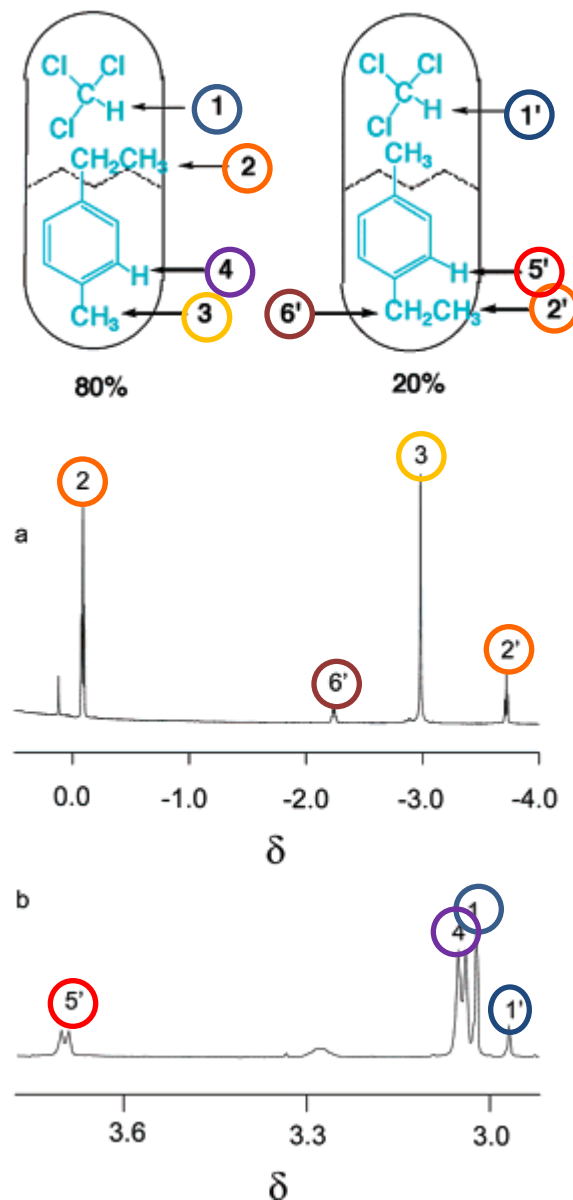 Cl Cl Cl Cl
C H 1 C H 1'
Cl Cl
CH₂CH₃ 2 CH₃
H 4 H 5'
CH₃ 3 6' CH₂CH₃ 2'
80% 20%
3
2
a
2'
6'
0.0 -1.0 -2.0 -3.0 -4.0
δ
b
1
4
5' 1'
3.6 3.3 3.0
δ